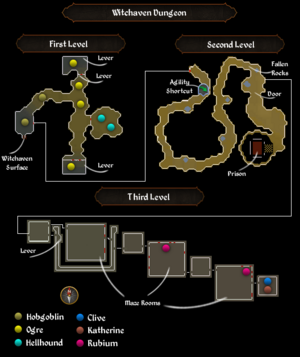 Witchaven Dungeon
First Level
Second Level
Lever
Lever
Lever
Witchaven
Surface
Agility
Shortcut
Fallen
Rocks
Door
Prison
Third Level
Lever
Maze Rooms
Hobgoblin
Ogre
Hellhound
Clive
Katherine
Rubium